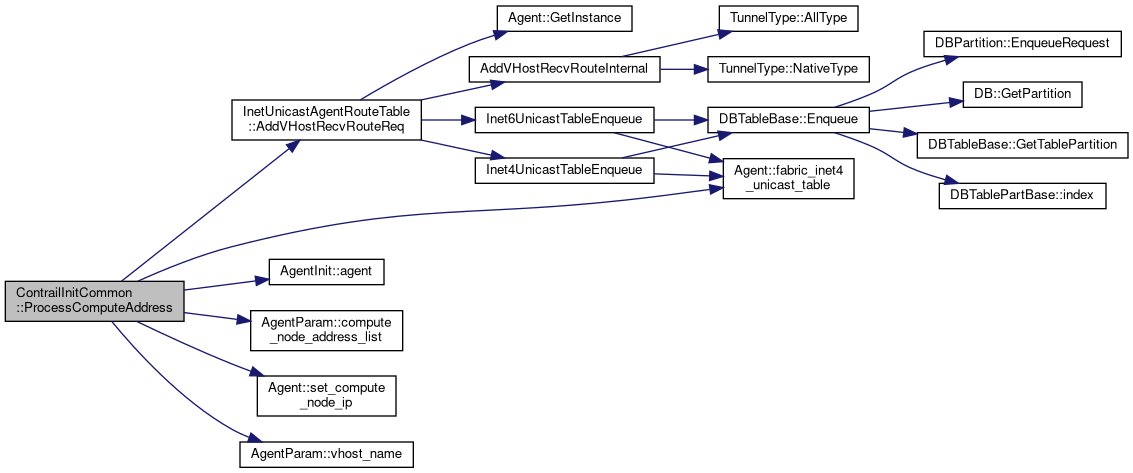 ContrailInitCommon
::ProcessComputeAddress
InetUnicastAgentRouteTable
::AddVHostRecvRouteReq
Agent::GetInstance
AddVHostRecvRouteInternal
TunnelType::AllType
TunnelType::NativeType
Inet6UnicastTableEnqueue
Inet4UnicastTableEnqueue
DBTableBase::Enqueue
Agent::fabric_inet4
_unicast_table
DBPartition::EnqueueRequest
DB::GetPartition
DBTableBase::GetTablePartition
DBTablePartBase::index
AgentInit::agent
AgentParam::compute
_node_address_list
Agent::set_compute
_node_ip
AgentParam::vhost_name